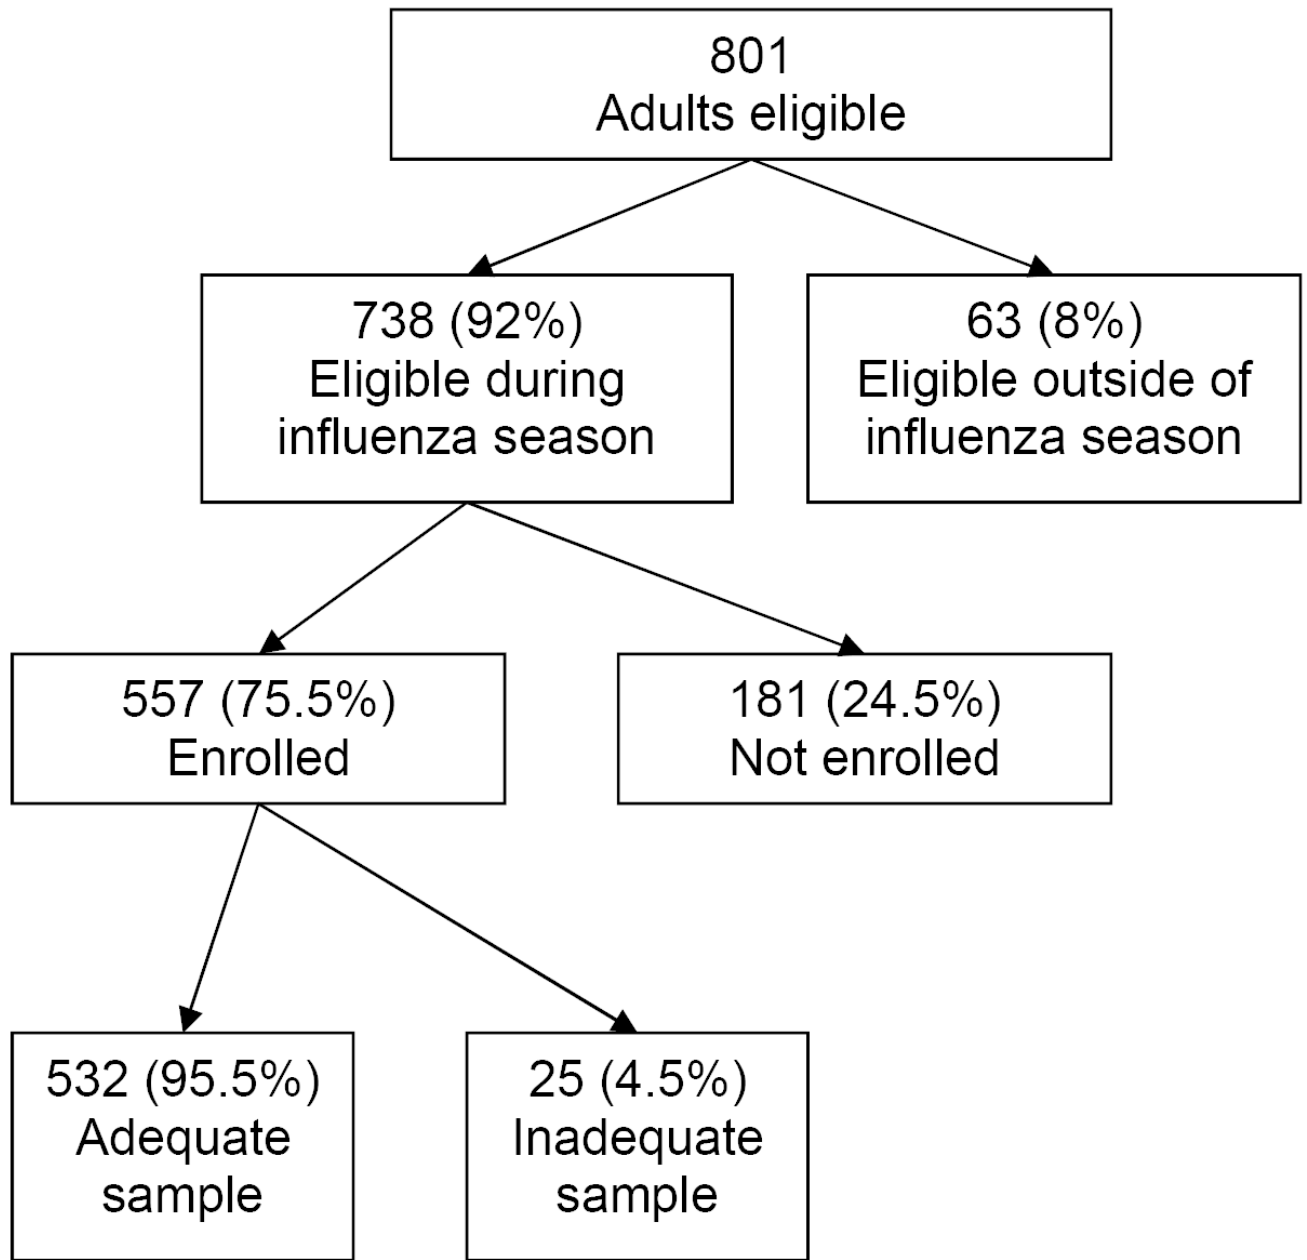 801
Adults eligible
738 (92%)
Eligible during
influenza season
63 (8%)
Eligible outside of
influenza season
557 (75.5%)
Enrolled
181 (24.5%)
Not enrolled
532 (95.5%)
Adequate
sample
25 (4.5%)
Inadequate
sample